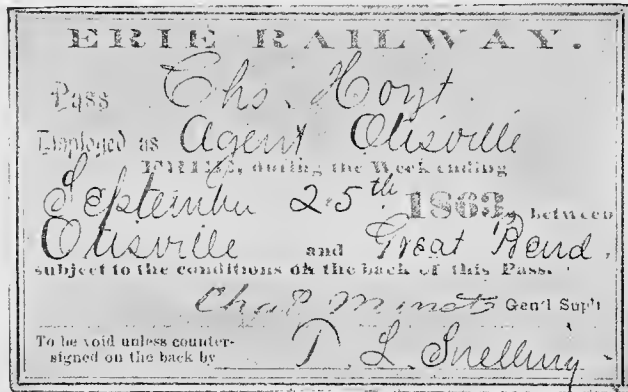 ERIE RAILWAY.
Pass Chs. Hoyt
Employed as Agent Otisville
FREE, during the Week ending
September 25th 1863, between
Otisville and Great Bend.
subject to the conditions on the back of this Pass.
Chas Minot Gen'l Sup't
To be void unless counter-
signed on the back by T. L. Snelling